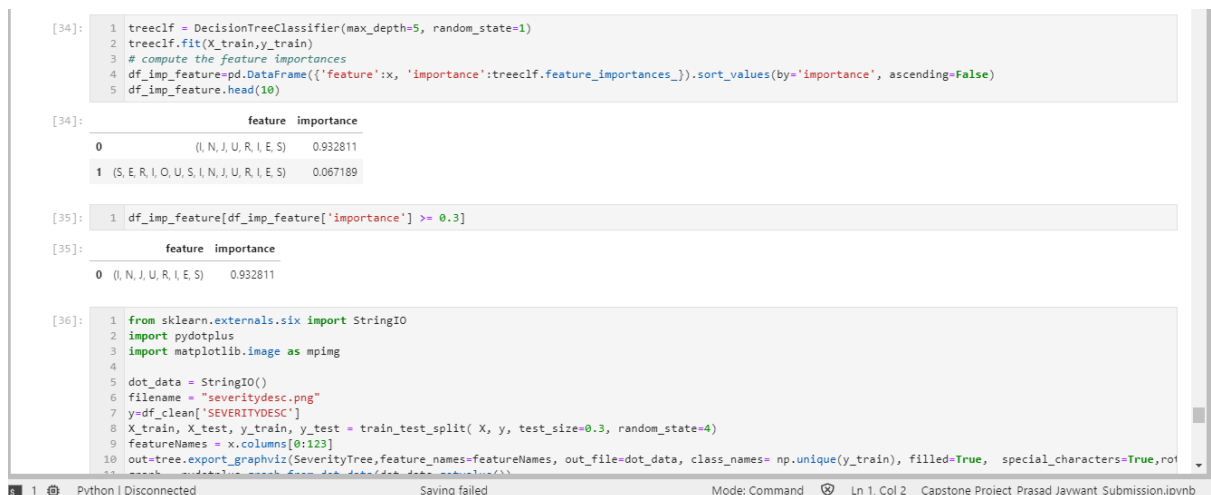 [34]:
1 treeclf = DecisionTreeClassifier(max_depth=5, random_state=1)
2 treeclf.fit(X_train,y_train)
3 # compute the feature importances
4 df_imp_feature=pd.DataFrame({'feature':x, 'importance':treeclf.feature_importances_}).sort_values(by='importance', ascending=False)
5 df_imp_feature.head(10)
[34]:
feature importance
0 (I, N, J, U, R, I, E, S) 0.932811
1 (S, E, R, I, O, U, S, I, N, J, U, R, I, E, S) 0.067189
[35]:
1 df_imp_feature[df_imp_feature['importance'] >= 0.3]
[35]:
feature importance
0 (I, N, J, U, R, I, E, S) 0.932811
[36]:
1 from sklearn.externals.six import StringIO
2 import pydotplus
3 import matplotlib.image as mpimg
4
5 dot_data = StringIO()
6 filename = "severitydesc.png"
7 y=df_clean['SEVERITYDESC']
8 X_train, X_test, y_train, y_test = train_test_split( X, y, test_size=0.3, random_state=4)
9 featureNames = x.columns[0:123]
10 out=tree.export_graphviz(SeverityTree,feature_names=featureNames, out_file=dot_data, class_names= np.unique(y_train), filled=True, special_characters=True,rot
s 1 Python | Disconnected Saving failed Mode: Command Ln 1, Col 2 Capstone Project_Prasad Jaywant_Submission.ipynb